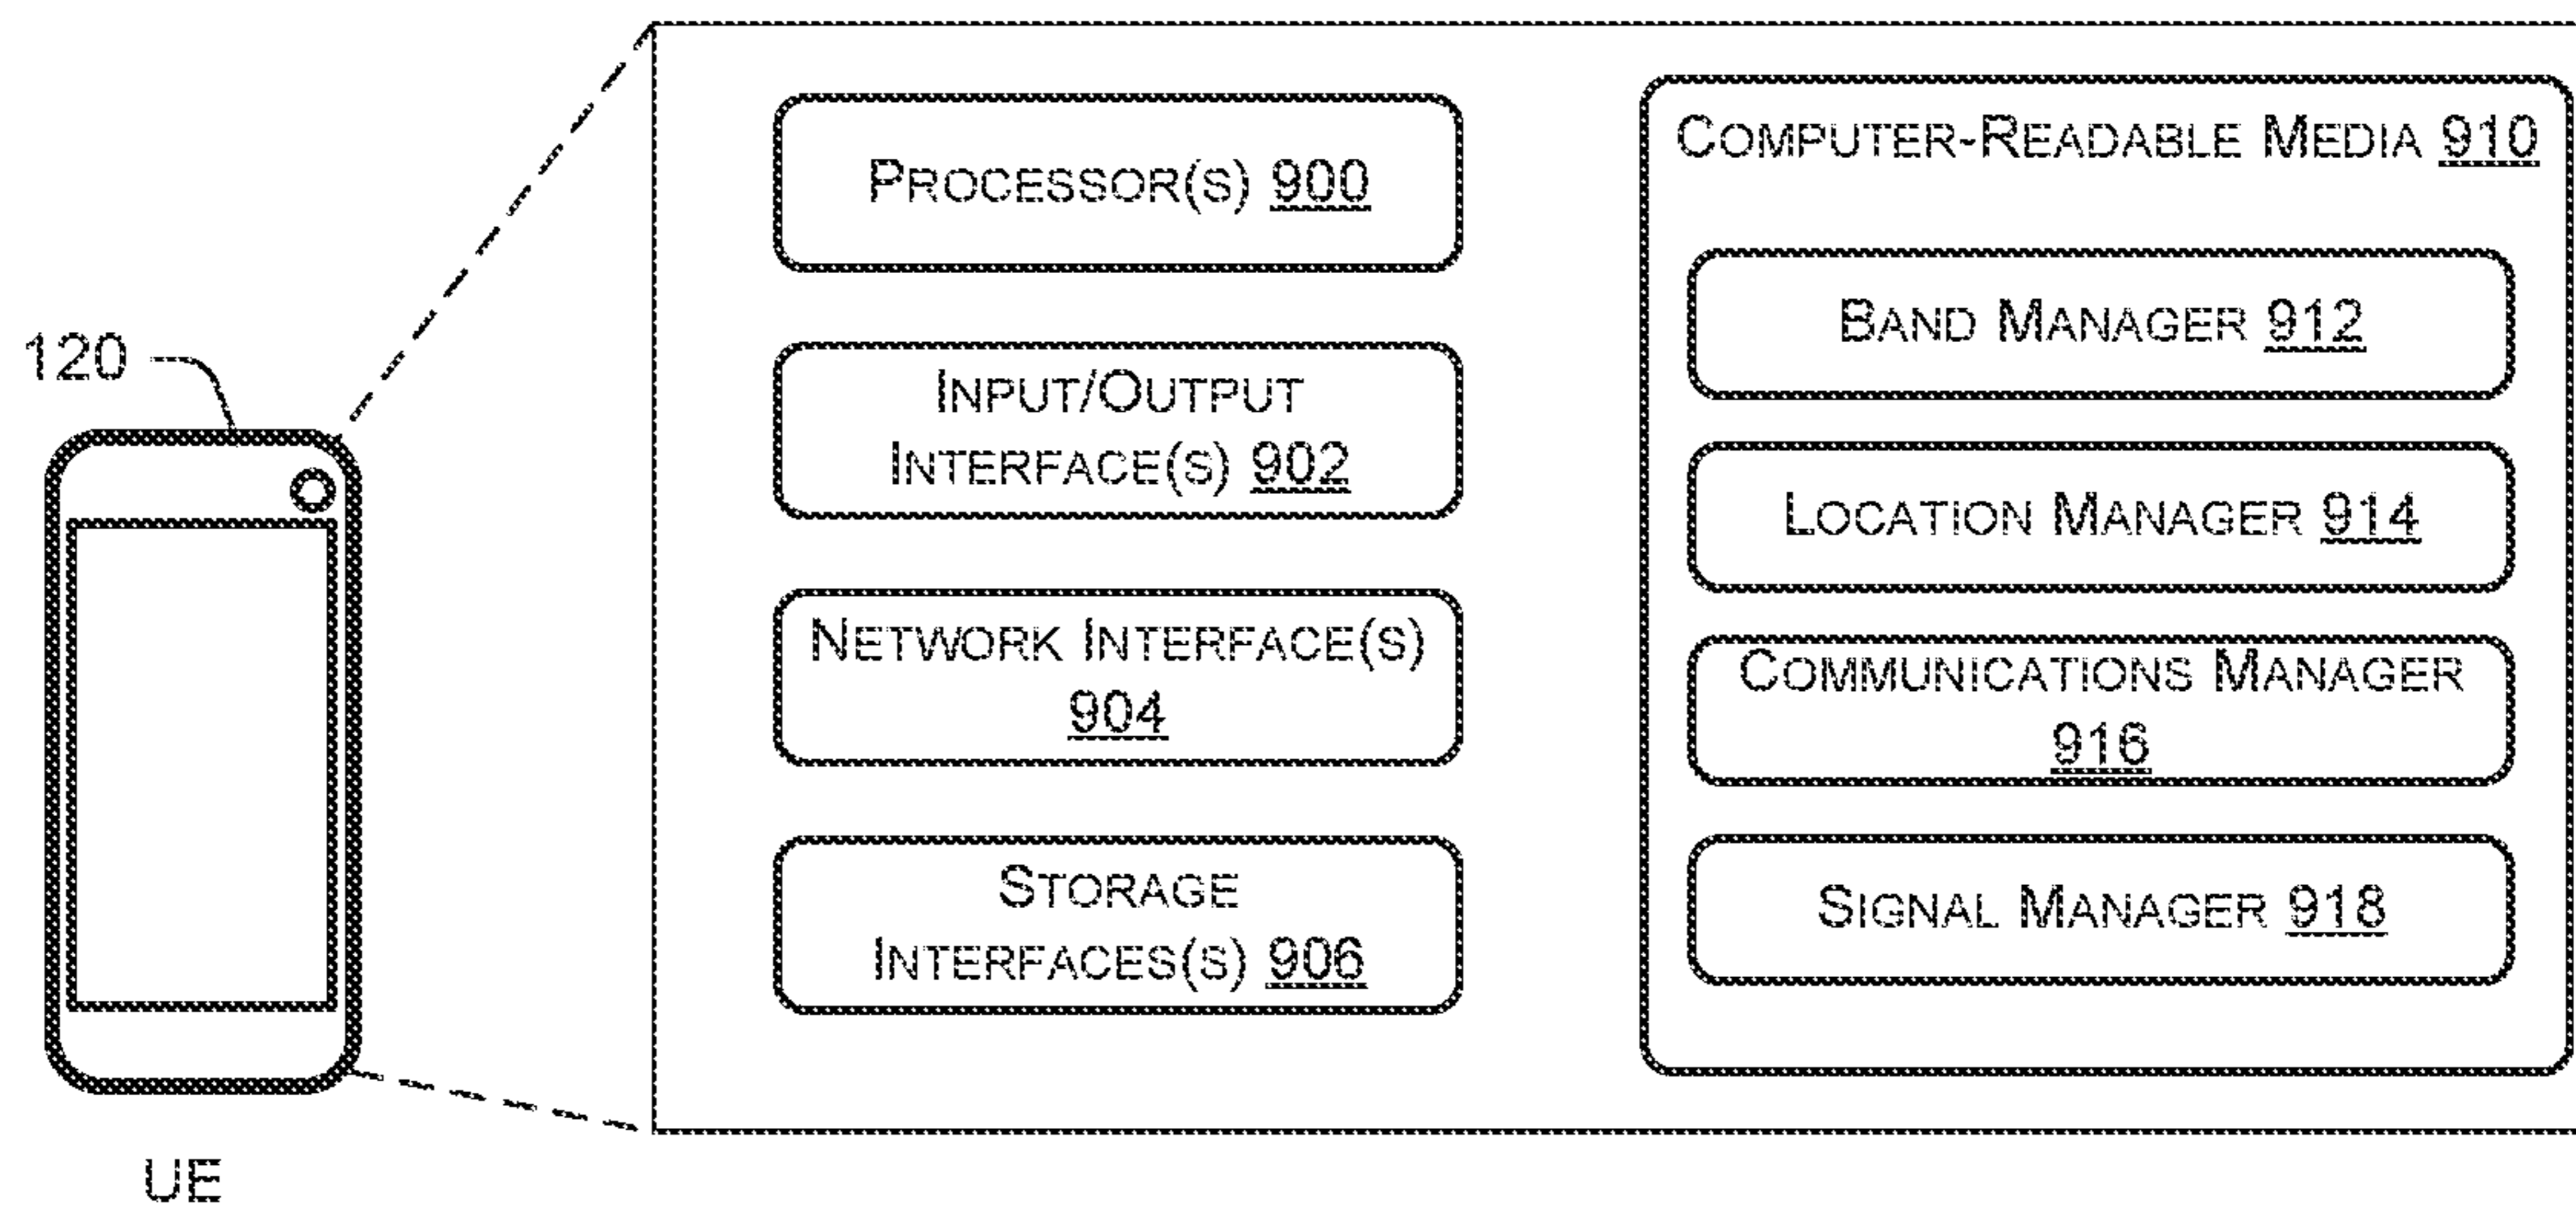 120
UE
PROCESSOR(S) 900
INPUT/OUTPUT
INTERFACE(S) 902
NETWORK INTERFACE(S)
904
STORAGE
INTERFACES(S) 906
COMPUTER-READABLE MEDIA 910
BAND MANAGER 912
LOCATION MANAGER 914
COMMUNICATIONS MANAGER
916
SIGNAL MANAGER 918